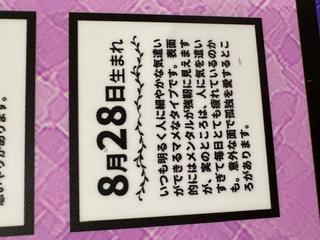 8月28日生まれ
いつも明るく人に細やかな気遣い
ができるマメなタイプです。表面
的にはメンタルが強靭に見えます
が、実のところは、人に気を遣い
すぎて毎日とても疲れているのか
も。意外な面で孤独を愛するとこ
ろがあります。